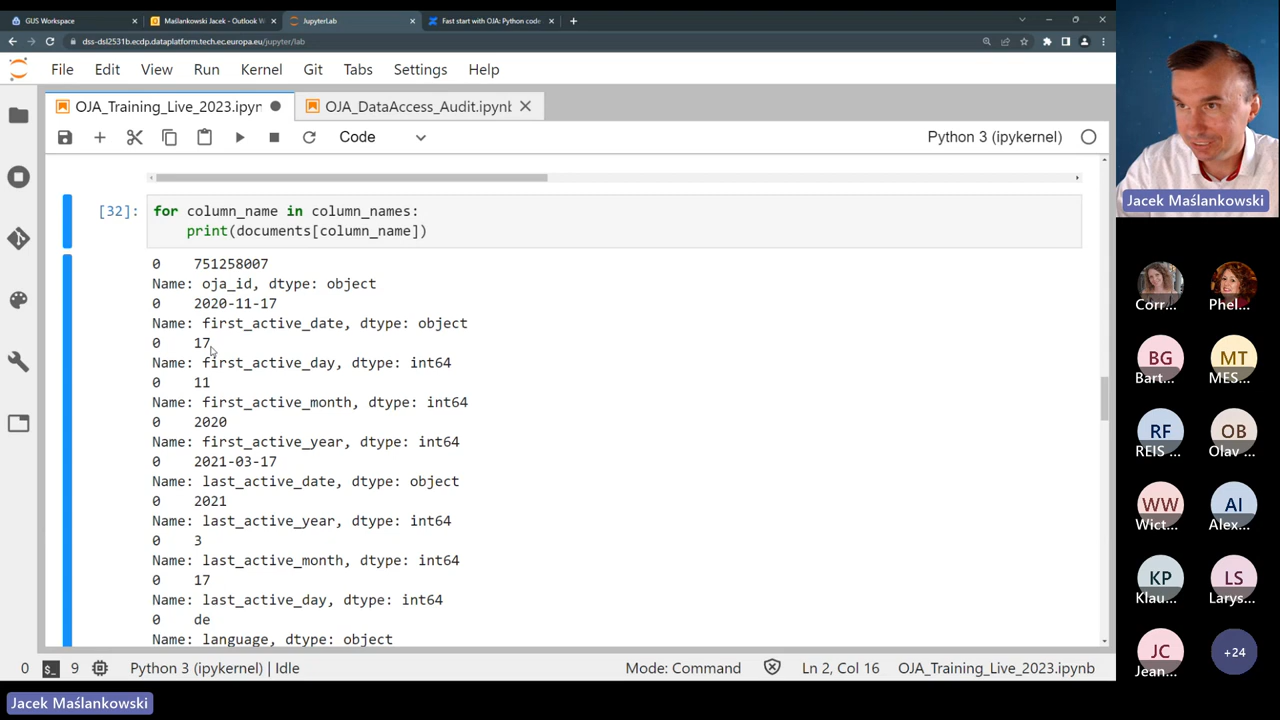 GUS Workspace
Maślankowski Jacek - Outlook W
JupyterLab
Fast start with OJA: Python code
dss-dsl2531b.ecdp.dataplatform.tech.ec.europa.eu/jupyter/lab
File Edit View Run Kernel Git Tabs Settings Help
OJA_Training_Live_2023.ipyn
OJA_DataAccess_Audit.ipynb
Code
Python 3 (ipykernel)
[32]:
for column_name in column_names:
print(documents[column_name])
0 751258007
Name: oja_id, dtype: object
0 2020-11-17
Name: first_active_date, dtype: object
0 17
Name: first_active_day, dtype: int64
0 11
Name: first_active_month, dtype: int64
0 2020
Name: first_active_year, dtype: int64
0 2021-03-17
Name: last_active_date, dtype: object
0 2021
Name: last_active_year, dtype: int64
0 3
Name: last_active_month, dtype: int64
0 17
Name: last_active_day, dtype: int64
0 de
Name: language, dtype: object
0
9
Python 3 (ipykernel) | Idle
Mode: Command
Ln 2, Col 16
OJA_Training_Live_2023.ipynb
Jacek Maślankowski
Jacek Maślankowski
Corr...
Phel...
BG
Bart...
MT
MES...
RF
REIS ...
OB
Olav ...
WW
Wict...
AI
Alex...
KP
Klau...
LS
Larys...
JC
Jean...
+24